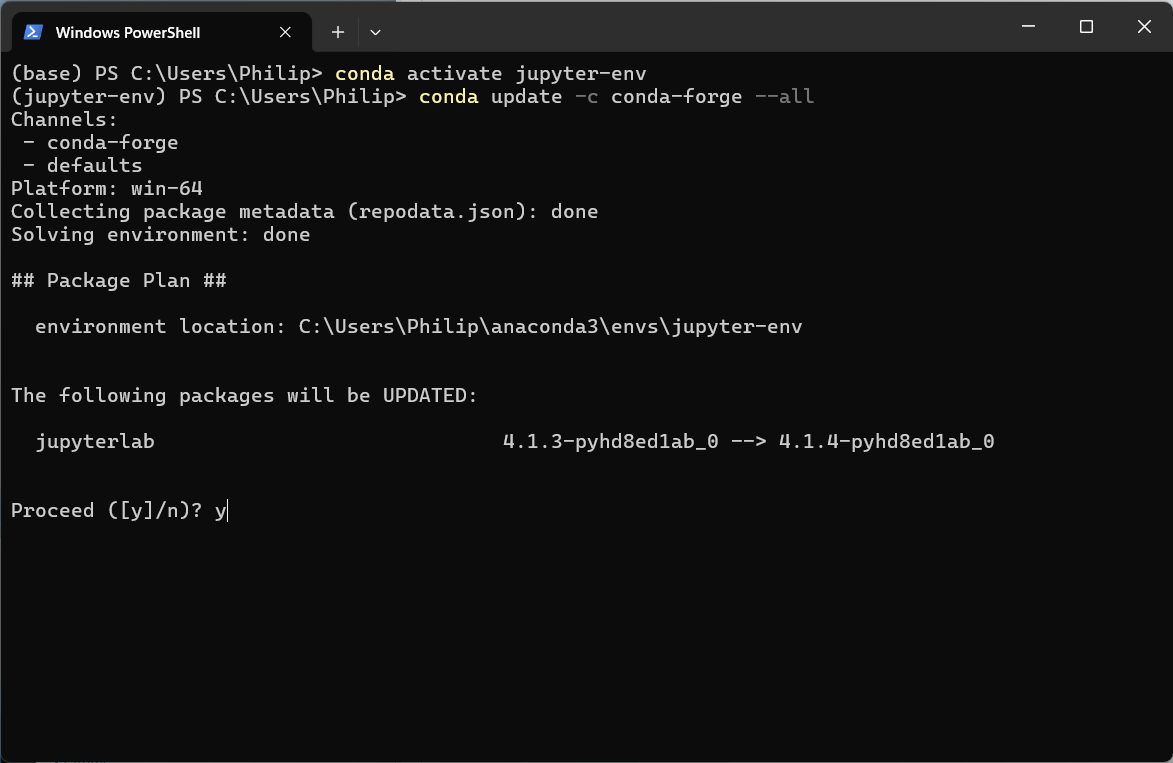 Windows PowerShell
(base) PS C:\Users\Philip> conda activate jupyter-env
(jupyter-env) PS C:\Users\Philip> conda update -c conda-forge --all
Channels:
 - conda-forge
 - defaults
Platform: win-64
Collecting package metadata (repodata.json): done
Solving environment: done
## Package Plan ##
  environment location: C:\Users\Philip\anaconda3\envs\jupyter-env
The following packages will be UPDATED:
  jupyterlab                             4.1.3-pyhd8ed1ab_0 --> 4.1.4-pyhd8ed1ab_0
Proceed ([y]/n)? y